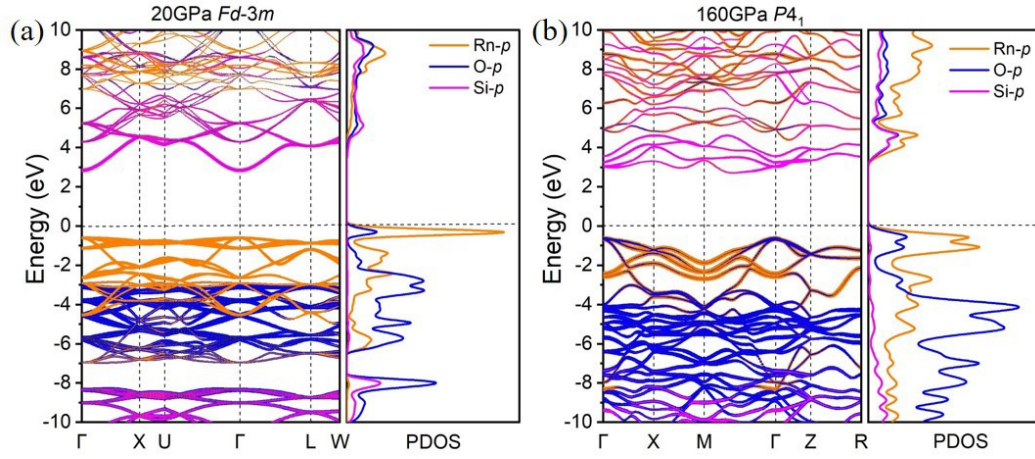 (a)
20GPa Fd-3m
Energy (eV)
10
8
6
4
2
0
-2
-4
-6
-8
-10
Γ X U Γ L W
Rn-p
O-p
Si-p
PDOS
(b)
160GPa P4₁
Energy (eV)
10
8
6
4
2
0
-2
-4
-6
-8
-10
Γ X M Γ Z R
Rn-p
O-p
Si-p
PDOS